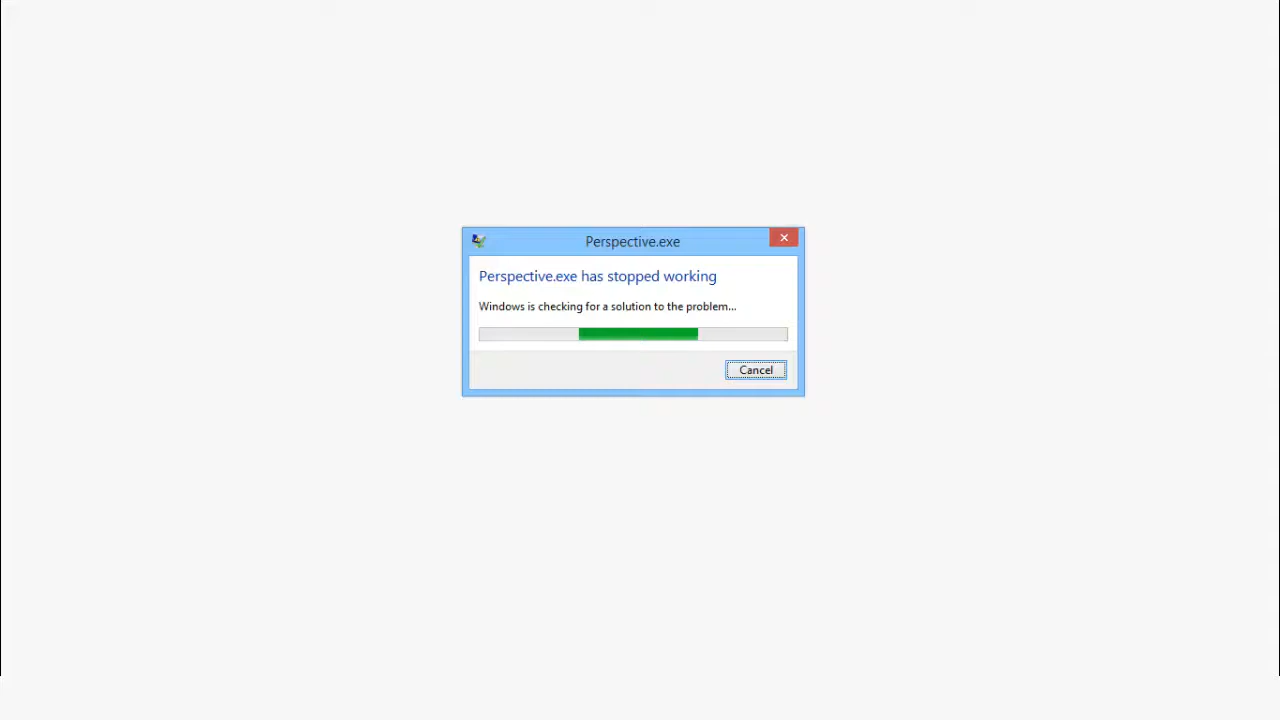 Perspective.exe
Perspective.exe has stopped working
Windows is checking for a solution to the problem...
Cancel